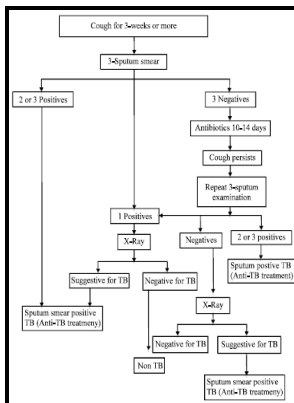 Cough for 3-weeks or more
3-Sputum smear
2 or 3 Positives
3 Negatives
Antibiotics 10-14 days
Cough persists
Repeat 3-sputum
examination
1 Positives
Negatives
2 or 3 positives
X-Ray
Sputum postive TB
(Anti-TB treatment)
Suggestive for TB
Negative for TB
X-Ray
Sputum smear positive
TB (Anti-TB treatmeny)
Non TB
Negative for TB
Suggestive for TB
Sputum smear positive
TB (Anti-TB treatment)